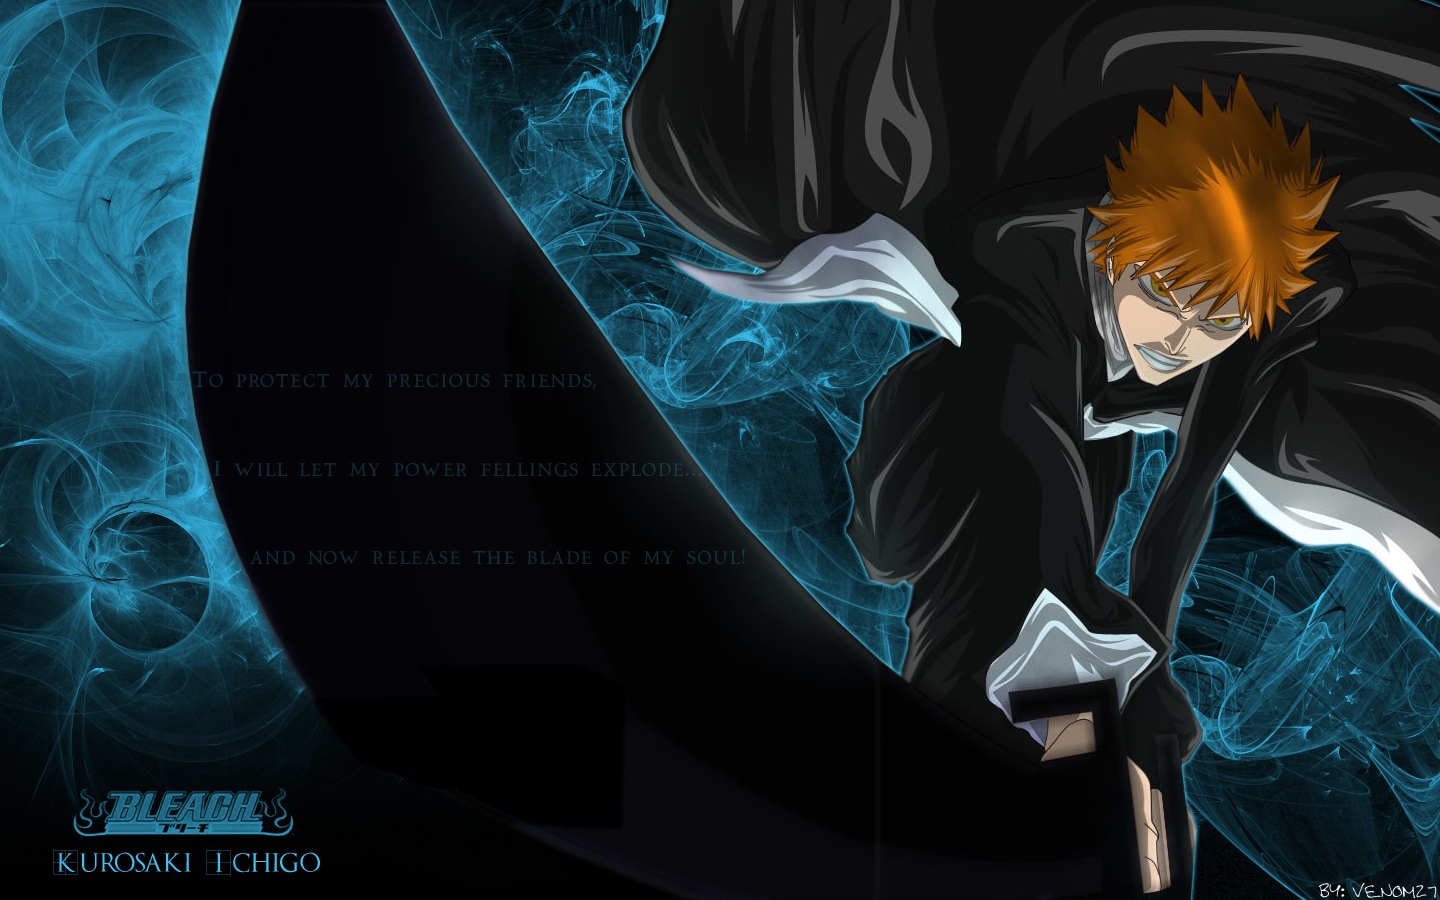 To protect my precious friends,
I will let my power fellings explode...
and now release the blade of my soul!
BLEACH
ブリーチ
Kurosaki Ichigo
BY: VENOM27